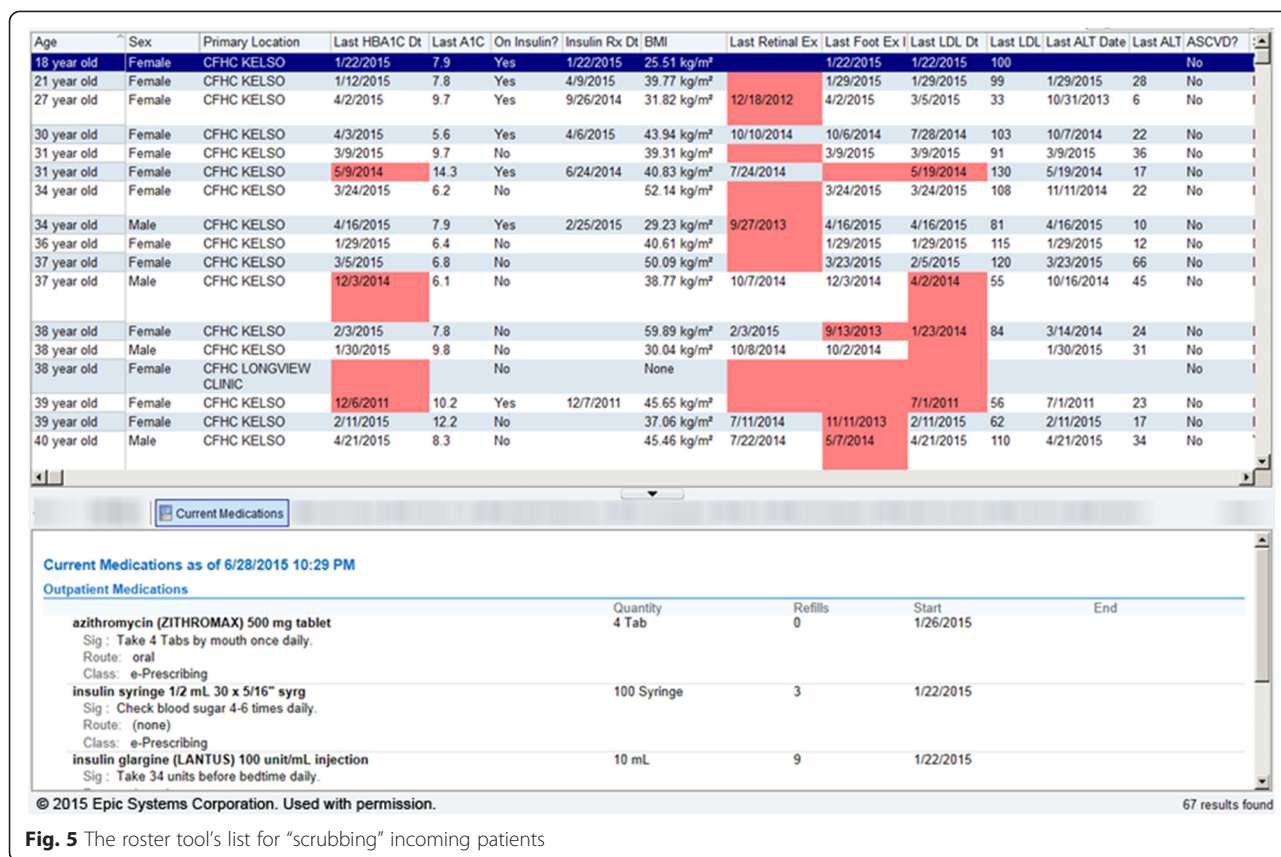 Age Sex Primary Location Last HBA1C Dt Last A1C On Insulin? Insulin Rx Dt BMI Last Retinal Ex Last Foot Ex I Last LDL Dt Last LDL Last ALT Date Last ALT ASCVD?
18 year old Female CFHC KELSO 1/22/2015 7.9 Yes 1/22/2015 25.51 kg/m² 1/22/2015 1/22/2015 100 No
21 year old Female CFHC KELSO 1/12/2015 7.8 Yes 4/9/2015 39.77 kg/m² 1/29/2015 1/29/2015 99 1/29/2015 28 No
27 year old Female CFHC KELSO 4/2/2015 9.7 Yes 9/26/2014 31.82 kg/m² 12/18/2012 4/2/2015 3/5/2015 33 10/31/2013 6 No
30 year old Female CFHC KELSO 4/3/2015 5.6 Yes 4/6/2015 43.94 kg/m² 10/10/2014 10/6/2014 7/28/2014 103 10/7/2014 22 No
31 year old Female CFHC KELSO 3/9/2015 9.7 No 39.31 kg/m² 3/9/2015 3/9/2015 91 3/9/2015 36 No
31 year old Female CFHC KELSO 5/9/2014 14.3 Yes 6/24/2014 40.83 kg/m² 7/24/2014 5/19/2014 130 5/19/2014 17 No
34 year old Female CFHC KELSO 3/24/2015 6.2 No 52.14 kg/m² 3/24/2015 3/24/2015 108 11/11/2014 22 No
34 year old Male CFHC KELSO 4/16/2015 7.9 Yes 2/25/2015 29.23 kg/m² 9/27/2013 4/16/2015 4/16/2015 81 4/16/2015 10 No
36 year old Female CFHC KELSO 1/29/2015 6.4 No 40.61 kg/m² 1/29/2015 1/29/2015 115 1/29/2015 12 No
37 year old Female CFHC KELSO 3/5/2015 6.8 No 50.09 kg/m² 3/23/2015 2/5/2015 120 3/23/2015 66 No
37 year old Male CFHC KELSO 12/3/2014 6.1 No 38.77 kg/m² 10/7/2014 12/3/2014 4/2/2014 55 10/16/2014 45 No
38 year old Female CFHC KELSO 2/3/2015 7.8 No 59.89 kg/m² 2/3/2015 9/13/2013 1/23/2014 84 3/14/2014 24 No
38 year old Male CFHC KELSO 1/30/2015 9.8 No 30.04 kg/m² 10/8/2014 10/2/2014 1/30/2015 31 No
38 year old Female CFHC LONGVIEW No None No
CLINIC
39 year old Female CFHC KELSO 12/6/2011 10.2 Yes 12/7/2011 45.65 kg/m² 7/1/2011 56 7/1/2011 23 No
39 year old Female CFHC KELSO 2/11/2015 12.2 No 37.06 kg/m² 7/11/2014 11/11/2013 2/11/2015 62 2/11/2015 17 No
40 year old Male CFHC KELSO 4/21/2015 8.3 No 45.46 kg/m² 7/22/2014 5/7/2014 4/21/2015 110 4/21/2015 34 No
Current Medications
Current Medications as of 6/28/2015 10:29 PM
Outpatient Medications
Quantity Refills Start End
azithromycin (ZITHROMAX) 500 mg tablet 4 Tab 0 1/26/2015
Sig : Take 4 Tabs by mouth once daily.
Route: oral
Class: e-Prescribing
insulin syringe 1/2 mL 30 x 5/16" syrg 100 Syringe 3 1/22/2015
Sig : Check blood sugar 4-6 times daily.
Route: (none)
Class: e-Prescribing
insulin glargine (LANTUS) 100 unit/mL injection 10 mL 9 1/22/2015
Sig : Take 34 units before bedtime daily.
© 2015 Epic Systems Corporation. Used with permission. 67 results found
Fig. 5 The roster tool's list for "scrubbing" incoming patients